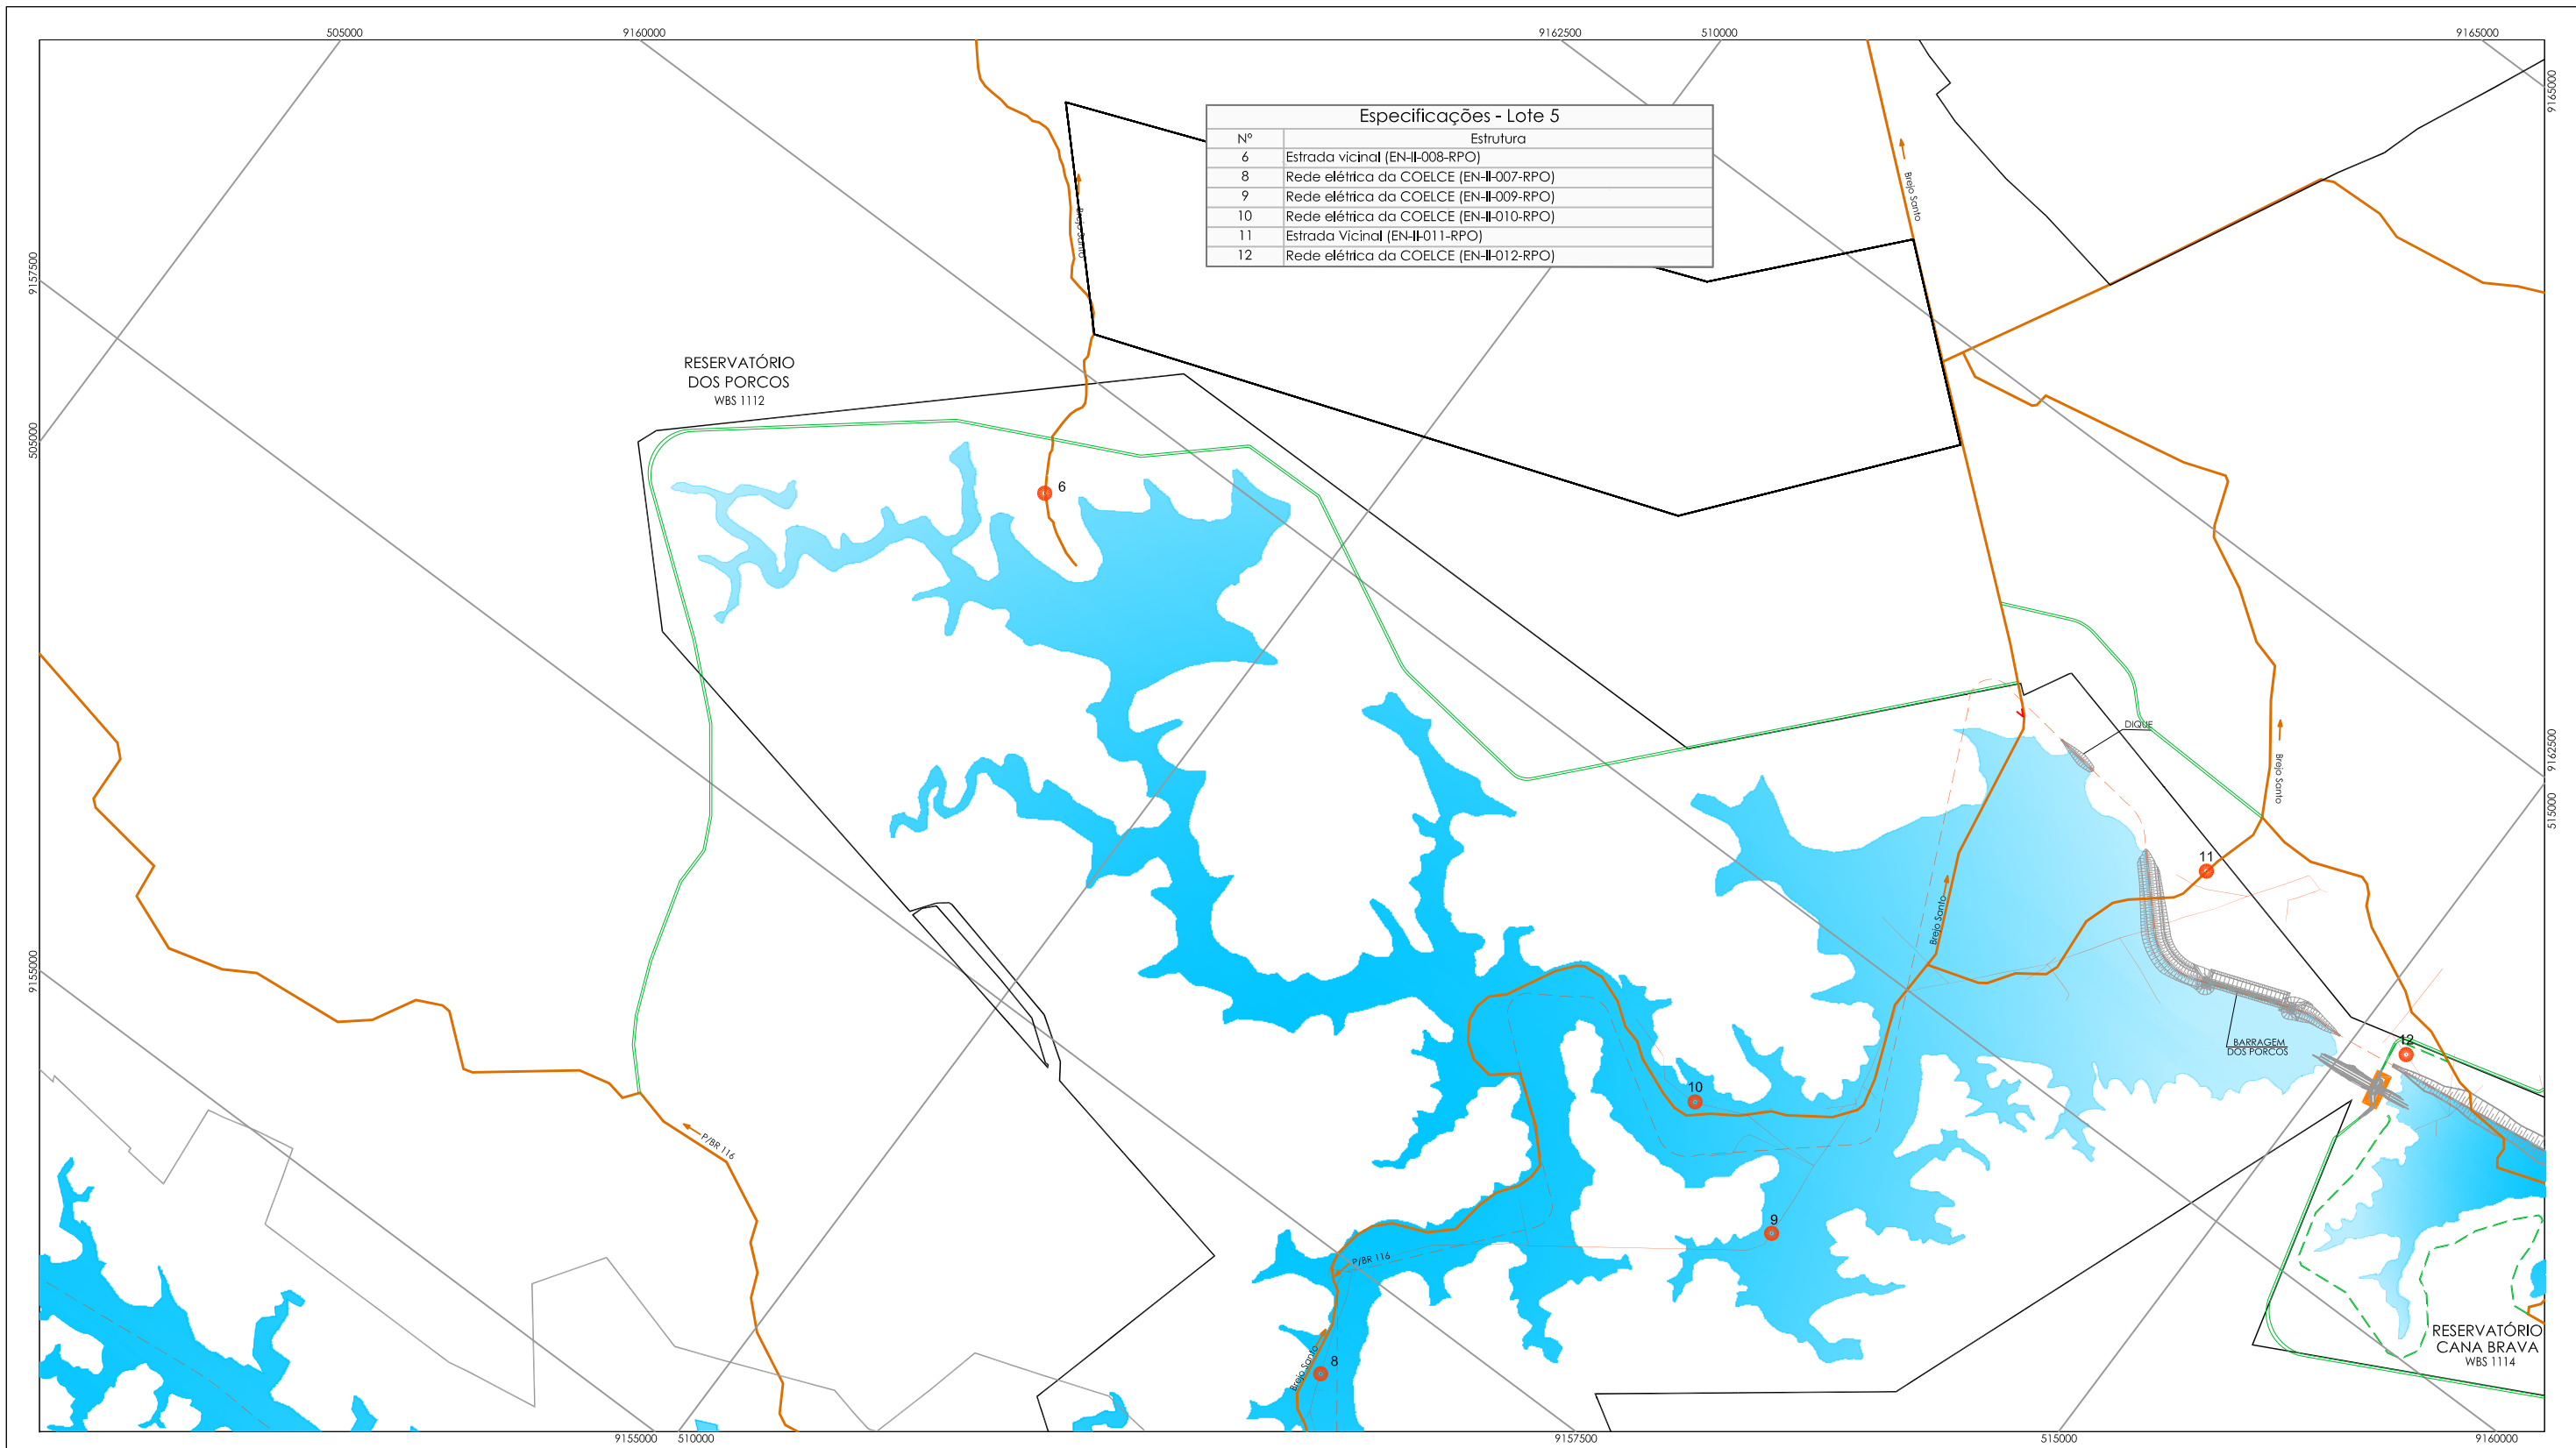 505000
9160000
9162500
510000
9165000
9165000
Especificações - Lote 5
Nº Estrutura
6 Estrada vicinal (EN-II-008-RPO)
8 Rede elétrica da COELCE (EN-II-007-RPO)
9 Rede elétrica da COELCE (EN-II-009-RPO)
10 Rede elétrica da COELCE (EN-II-010-RPO)
11 Estrada Vicinal (EN-II-011-RPO)
12 Rede elétrica da COELCE (EN-II-012-RPO)
Brejo Santo
Brejo Santo
9157500
RESERVATÓRIO
DOS PORCOS
WBS 1112
505000
6
DIQUE
Brejo Santo
9162500
515000
11
Brejo Santo
9155000
BARRAGEM
DOS PORCOS
12
10
P/BR 116
9
P/BR 116
RESERVATÓRIO
CANA BRAVA
WBS 1114
Brejo Santo
8
9155000
510000
9157500
515000
9160000